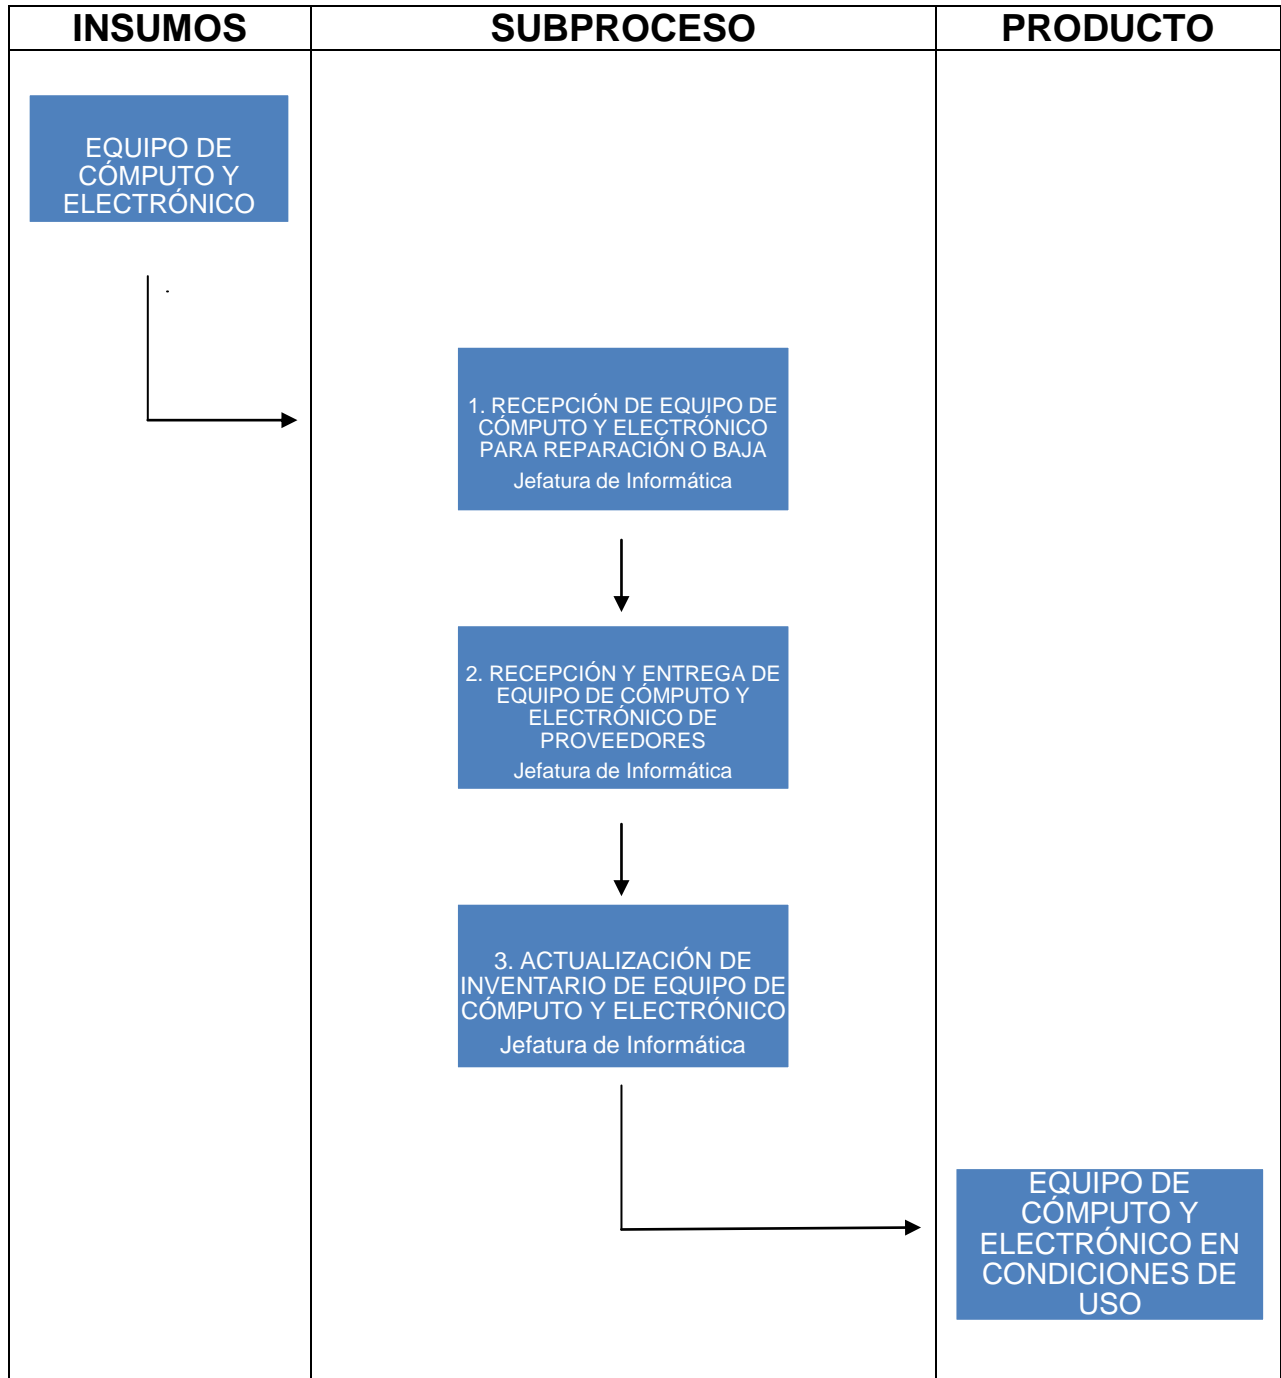 INSUMOS
SUBPROCESO
PRODUCTO
EQUIPO DE
CÓMPUTO Y
ELECTRÓNICO
1. RECEPCIÓN DE EQUIPO DE
CÓMPUTO Y ELECTRÓNICO
PARA REPARACIÓN O BAJA
Jefatura de Informática
2. RECEPCIÓN Y ENTREGA DE
EQUIPO DE CÓMPUTO Y
ELECTRÓNICO DE
PROVEEDORES
Jefatura de Informática
3. ACTUALIZACIÓN DE
INVENTARIO DE EQUIPO DE
CÓMPUTO Y ELECTRÓNICO
Jefatura de Informática
EQUIPO DE
CÓMPUTO Y
ELECTRÓNICO EN
CONDICIONES DE
USO